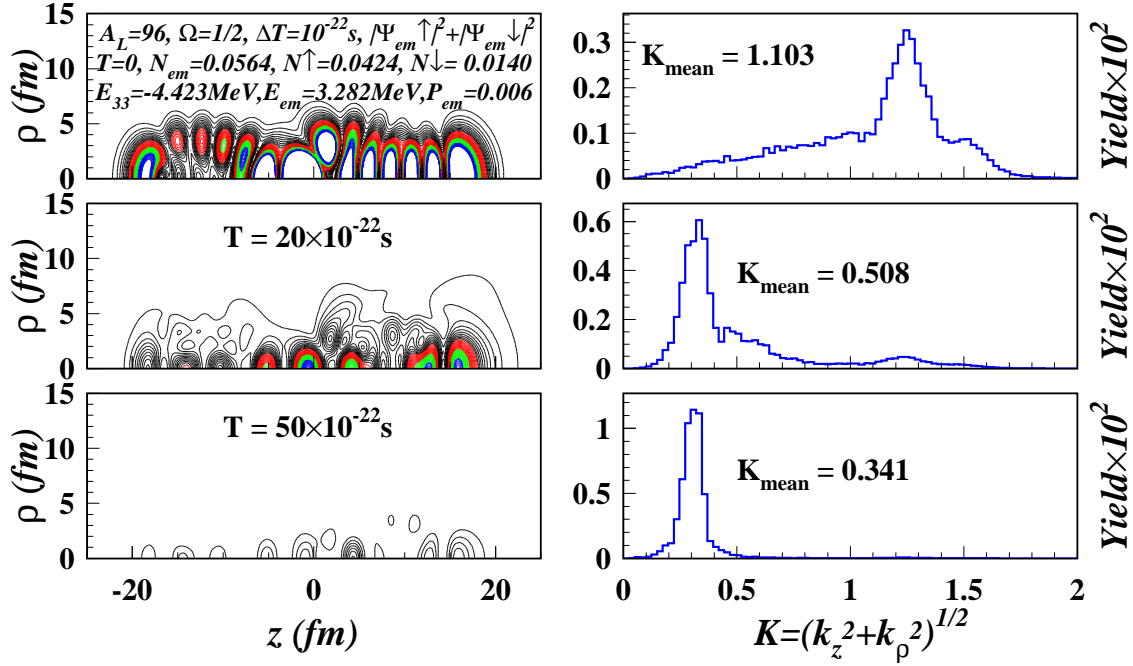 A_L=96, Ω=1/2, ΔT=10^-22 s, |Ψ_em↑|^2+|Ψ_em↓|^2
T=0, N_em=0.0564, N↑=0.0424, N↓= 0.0140
E_33=-4.423MeV,E_em=3.282MeV,P_em=0.006
ρ (fm)
15
10
5
0
K_mean = 1.103
0.3
0.2
0.1
0
Yield×10^2
T = 20×10^-22 s
ρ (fm)
15
10
5
0
K_mean = 0.508
0.6
0.4
0.2
0
Yield×10^2
T = 50×10^-22 s
ρ (fm)
15
10
5
0
K_mean = 0.341
1
0.5
0
Yield×10^2
-20 0 20
z (fm)
0 0.5 1 1.5 2
K=(k_z^2+k_ρ^2)^1/2